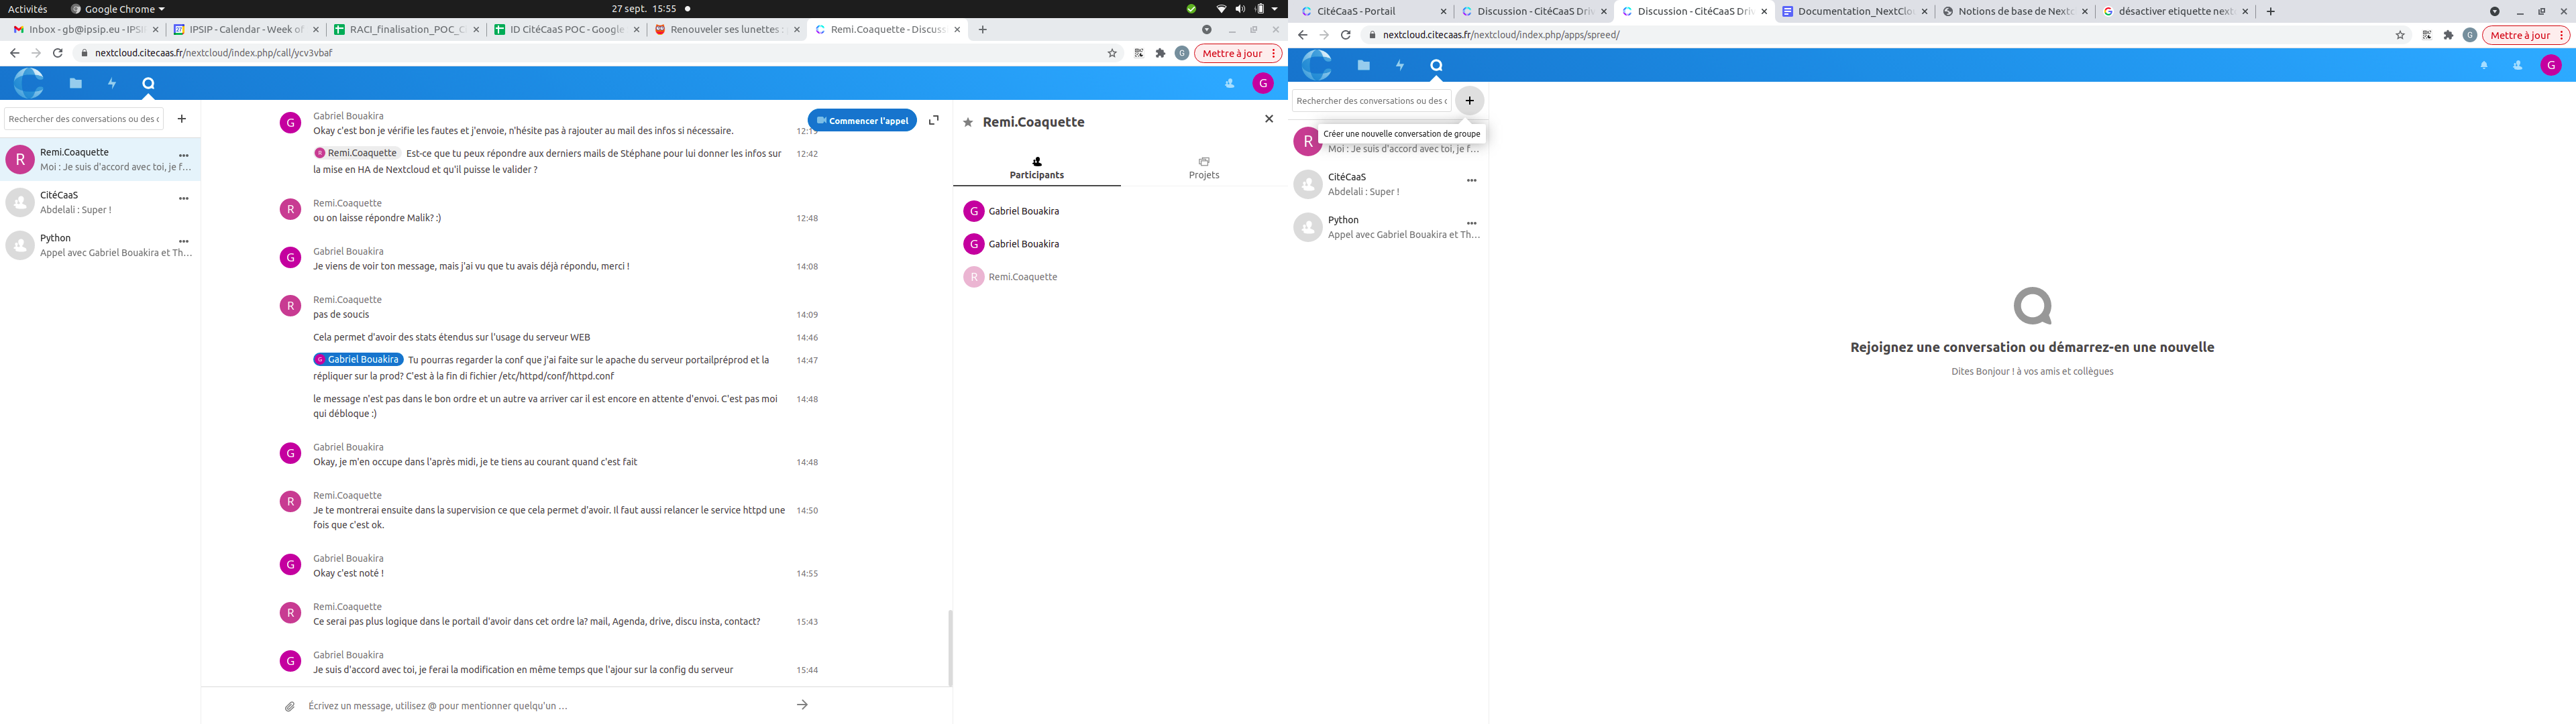 Activités
Google Chrome
27 sept. 15:55
Inbox - gb@ipsip.eu - IPSI
IPSIP - Calendar - Week of
RACI_finalisation_POC_C
ID CitéCaaS POC - Google
Renouveler ses lunettes :
Remi.Coaquette - Discuss
nextcloud.citecaas.fr/nextcloud/index.php/call/ycv3vbaf
G
Mettre à jour
G
Rechercher des conversations ou des c
R
Remi.Coaquette
Moi : Je suis d'accord avec toi, je f…
CitéCaaS
Abdelali : Super !
Python
Appel avec Gabriel Bouakira et Th…
Commencer l'appel
G
Gabriel Bouakira
Okay c'est bon je vérifie les fautes et j'envoie, n'hésite pas à rajouter au mail des infos si nécessaire.
R Remi.Coaquette Est-ce que tu peux répondre aux derniers mails de Stéphane pour lui donner les infos sur 12:42
la mise en HA de Nextcloud et qu'il puisse le valider ?
R
Remi.Coaquette
ou on laisse répondre Malik? :) 12:48
G
Gabriel Bouakira
Je viens de voir ton message, mais j'ai vu que tu avais déjà répondu, merci ! 14:08
R
Remi.Coaquette
pas de soucis 14:09
Cela permet d'avoir des stats étendus sur l'usage du serveur WEB 14:46
G Gabriel Bouakira Tu pourras regarder la conf que j'ai faite sur le apache du serveur portailpréprod et la 14:47
répliquer sur la prod? C'est à la fin di fichier /etc/httpd/conf/httpd.conf
le message n'est pas dans le bon ordre et un autre va arriver car il est encore en attente d'envoi. C'est pas moi 14:48
qui débloque :)
G
Gabriel Bouakira
Okay, je m'en occupe dans l'après midi, je te tiens au courant quand c'est fait 14:48
R
Remi.Coaquette
Je te montrerai ensuite dans la supervision ce que cela permet d'avoir. Il faut aussi relancer le service httpd une 14:50
fois que c'est ok.
G
Gabriel Bouakira
Okay c'est noté ! 14:55
R
Remi.Coaquette
Ce serai pas plus logique dans le portail d'avoir dans cet ordre la? mail, Agenda, drive, discu insta, contact? 15:43
G
Gabriel Bouakira
Je suis d'accord avec toi, je ferai la modification en même temps que l'ajour sur la config du serveur 15:44
Écrivez un message, utilisez @ pour mentionner quelqu'un …
Remi.Coaquette
Participants
Projets
G Gabriel Bouakira
G Gabriel Bouakira
R Remi.Coaquette
CitéCaaS - Portail
Discussion - CitéCaaS Driv
Discussion - CitéCaaS Driv
Documentation_NextClou
Notions de base de Nextc
désactiver etiquette next
nextcloud.citecaas.fr/nextcloud/index.php/apps/spreed/
G
Mettre à jour
G
Rechercher des conversations ou des c
Créer une nouvelle conversation de groupe
R
Moi : Je suis d'accord avec toi, je f…
CitéCaaS
Abdelali : Super !
Python
Appel avec Gabriel Bouakira et Th…
Rejoignez une conversation ou démarrez-en une nouvelle
Dites Bonjour ! à vos amis et collègues